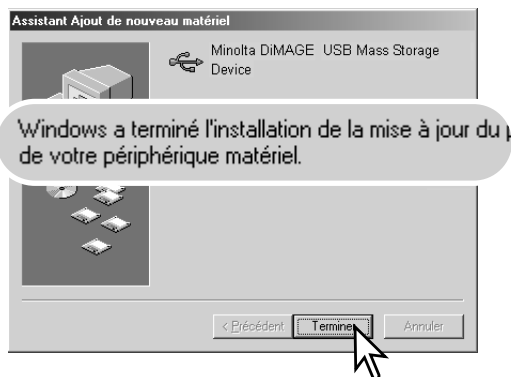 Assistant Ajout de nouveau matériel
Minolta DiMAGE USB Mass Storage
Device
Windows a terminé l'installation de la mise à jour du
de votre périphérique matériel.
< Précédent Terminer Annuler